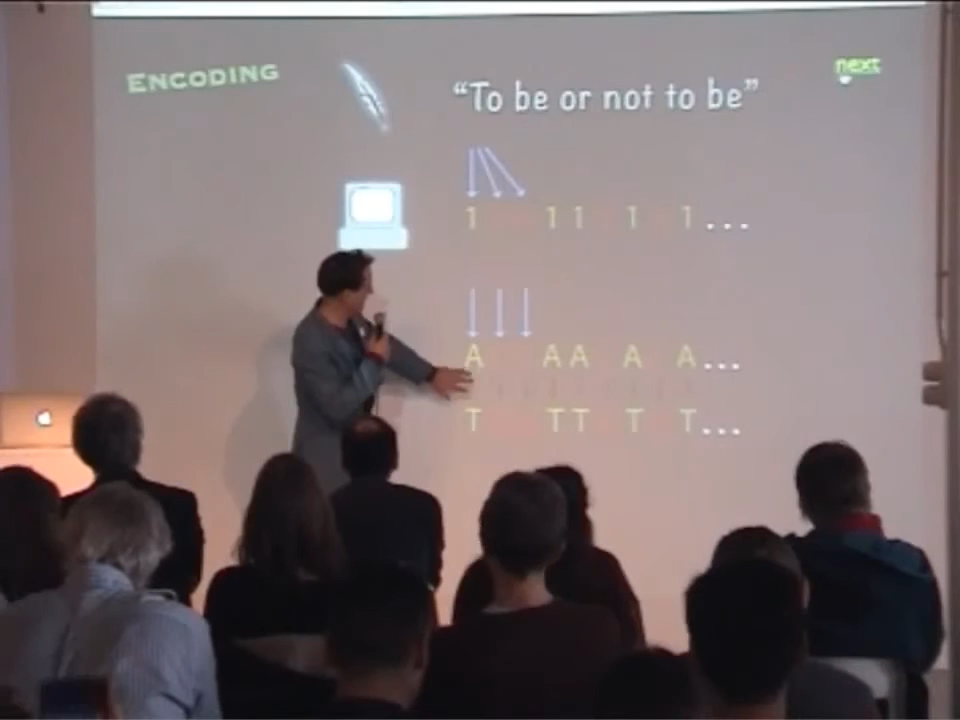 ENCODING
next
"To be or not to be"
1 11 1 1...
A AA A A...
T TT T T...